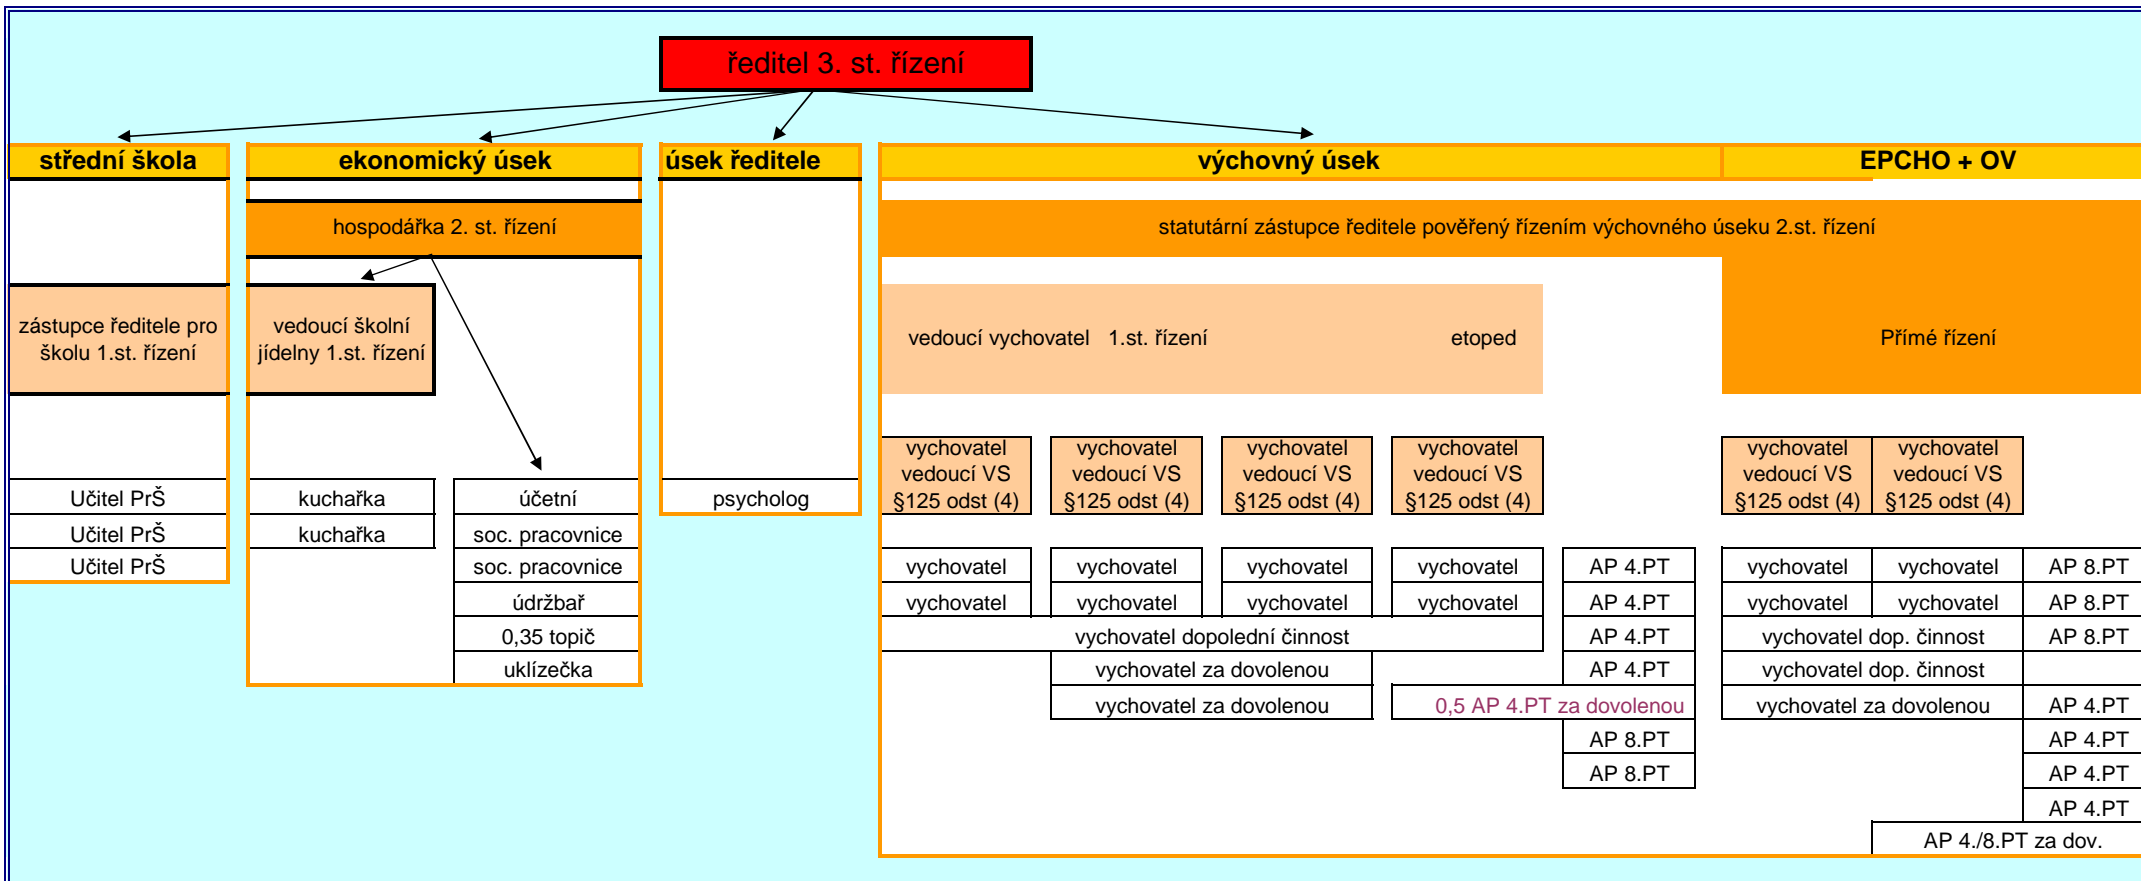 ředitel 3. st. řízení
střední škola
ekonomický úsek
úsek ředitele
výchovný úsek
EPCHO + OV
hospodářka 2. st. řízení
statutární zástupce ředitele pověřený řízením výchovného úseku 2.st. řízení
zástupce ředitele pro
školu 1.st. řízení
vedoucí školní
jídelny 1.st. řízení
vedoucí vychovatel 1.st. řízení
etoped
Přímé řízení
vychovatel
vedoucí VS
§125 odst (4)
vychovatel
vedoucí VS
§125 odst (4)
vychovatel
vedoucí VS
§125 odst (4)
vychovatel
vedoucí VS
§125 odst (4)
vychovatel
vedoucí VS
§125 odst (4)
vychovatel
vedoucí VS
§125 odst (4)
Učitel PrŠ
kuchařka
účetní
psycholog
Učitel PrŠ
kuchařka
soc. pracovnice
Učitel PrŠ
soc. pracovnice
vychovatel
vychovatel
vychovatel
vychovatel
AP 4.PT
vychovatel
vychovatel
AP 8.PT
údržbař
vychovatel
vychovatel
vychovatel
vychovatel
AP 4.PT
vychovatel
vychovatel
AP 8.PT
0,35 topič
vychovatel dopolední činnost
AP 4.PT
vychovatel dop. činnost
AP 8.PT
uklízečka
vychovatel za dovolenou
AP 4.PT
vychovatel dop. činnost
vychovatel za dovolenou
0,5 AP 4.PT za dovolenou
vychovatel za dovolenou
AP 4.PT
AP 8.PT
AP 4.PT
AP 8.PT
AP 4.PT
AP 4.PT
AP 4./8.PT za dov.